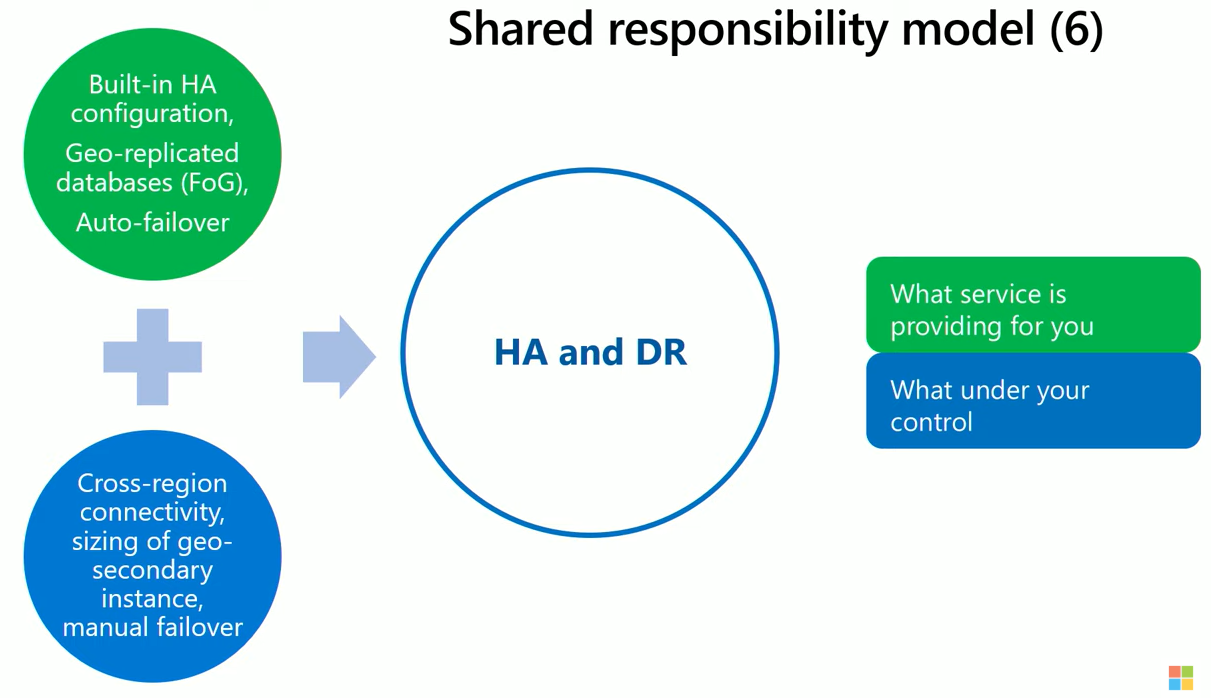 Shared responsibility model (6)
Built-in HA
configuration,
Geo-replicated
databases (FoG),
Auto-failover
Cross-region
connectivity,
sizing of geo-
secondary
instance,
manual failover
HA and DR
What service is
providing for you
What under your
control